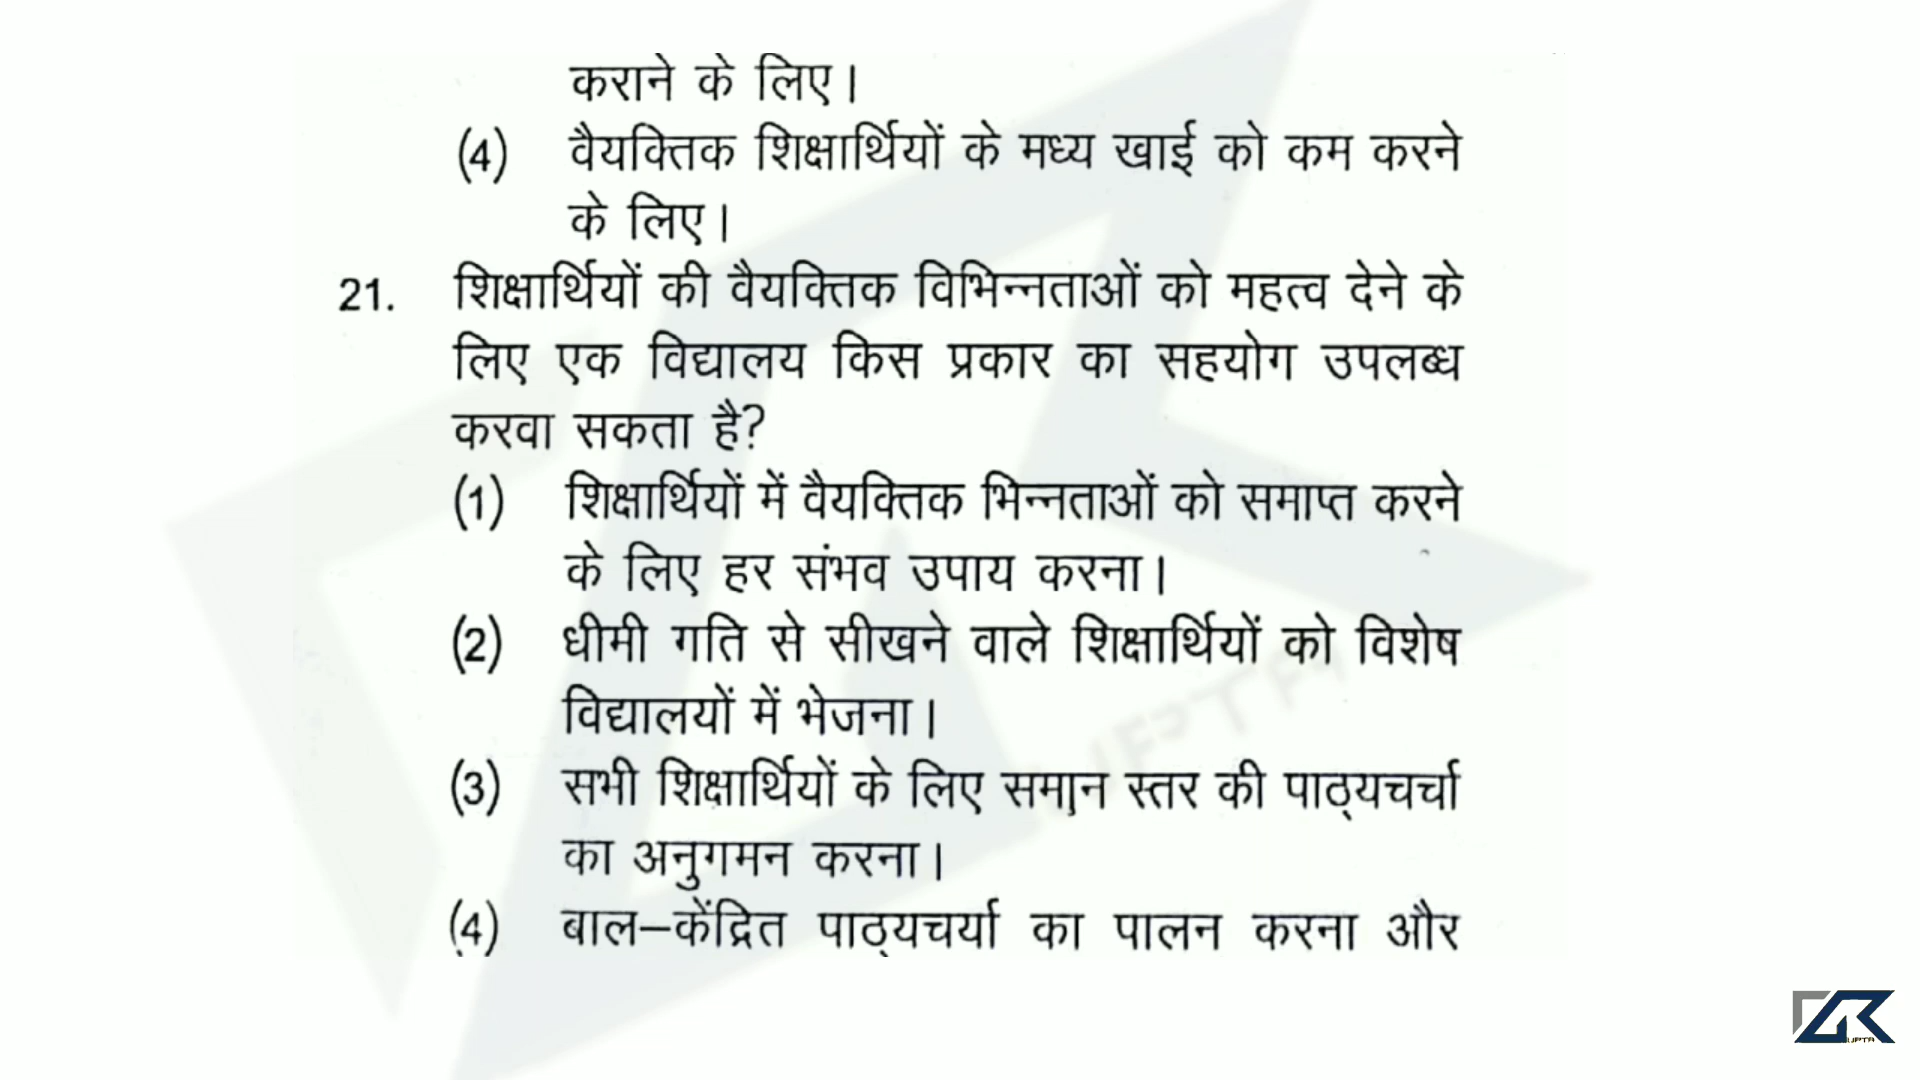 कराने के लिए।
(4) वैयक्तिक शिक्षार्थियों के मध्य खाई को कम करने
के लिए।
21. शिक्षार्थियों की वैयक्तिक विभिन्नताओं को महत्व देने के
लिए एक विद्यालय किस प्रकार का सहयोग उपलब्ध
करवा सकता है?
(1) शिक्षार्थियों में वैयक्तिक भिन्नताओं को समाप्त करने
के लिए हर संभव उपाय करना।
(2) धीमी गति से सीखने वाले शिक्षार्थियों को विशेष
विद्यालयों में भेजना।
(3) सभी शिक्षार्थियों के लिए समान स्तर की पाठ्यचर्चा
का अनुगमन करना।
(4) बाल–केंद्रित पाठ्यचर्या का पालन करना और